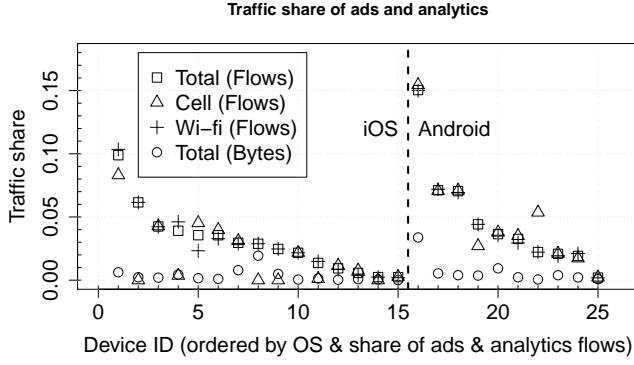 Traffic share of ads and analytics
Traffic share
0.00
0.05
0.10
0.15
Total (Flows)
Cell (Flows)
Wi−fi (Flows)
Total (Bytes)
iOS
Android
0 5 10 15 20 25
Device ID (ordered by OS & share of ads & analytics flows)